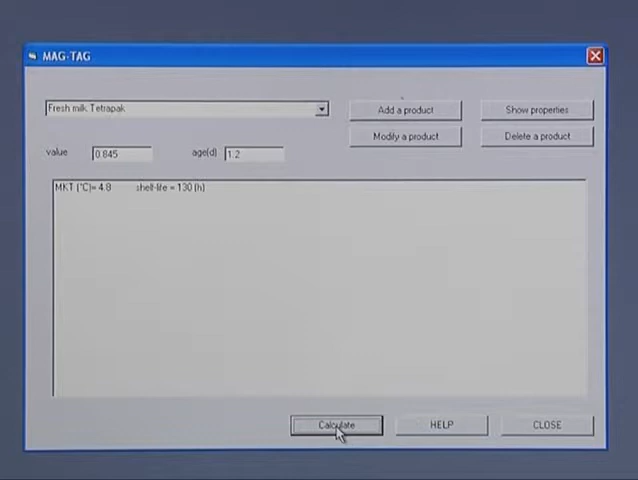 MAG-TAG
Fresh milk Tetrapak
Add a product
Show properties
Modify a product
Delete a product
value
0.845
age(d)
1.2
MKT (°C)= 4.8 shelf-life = 130 (h)
Calculate
HELP
CLOSE